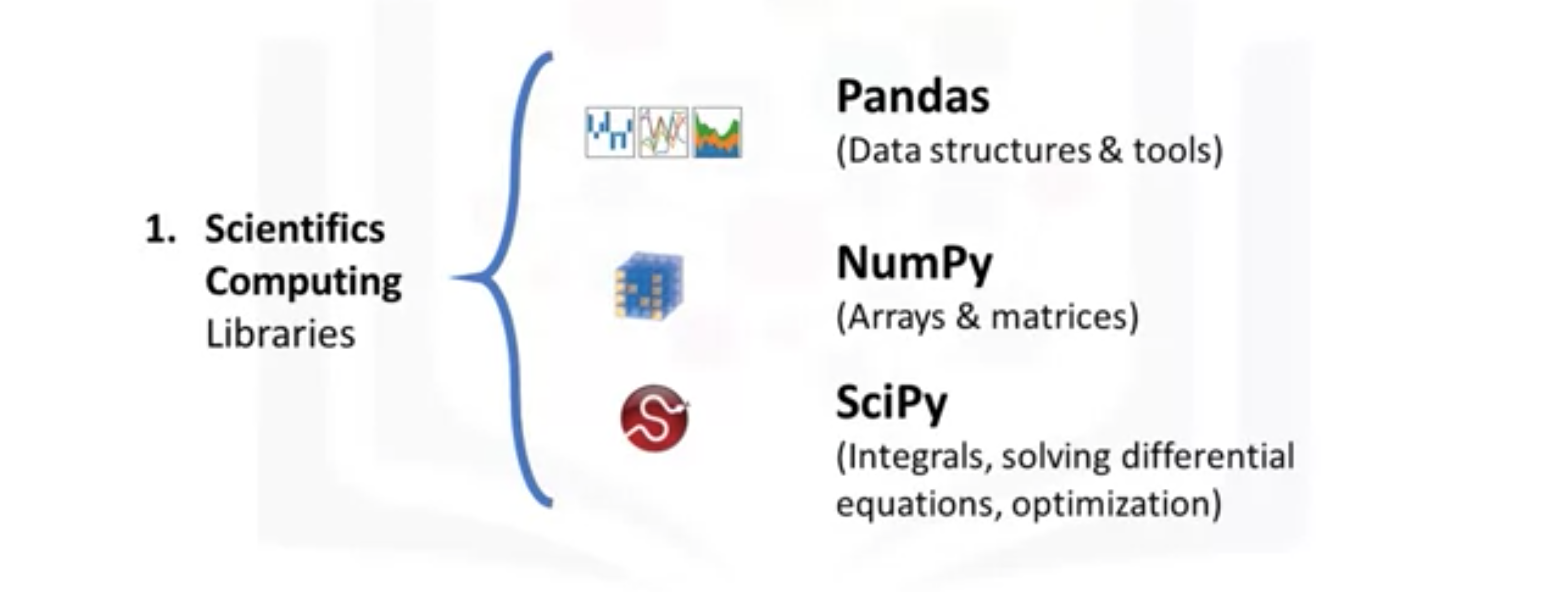 1. Scientifics
Computing
Libraries
Pandas
(Data structures & tools)
NumPy
(Arrays & matrices)
SciPy
(Integrals, solving differential
equations, optimization)